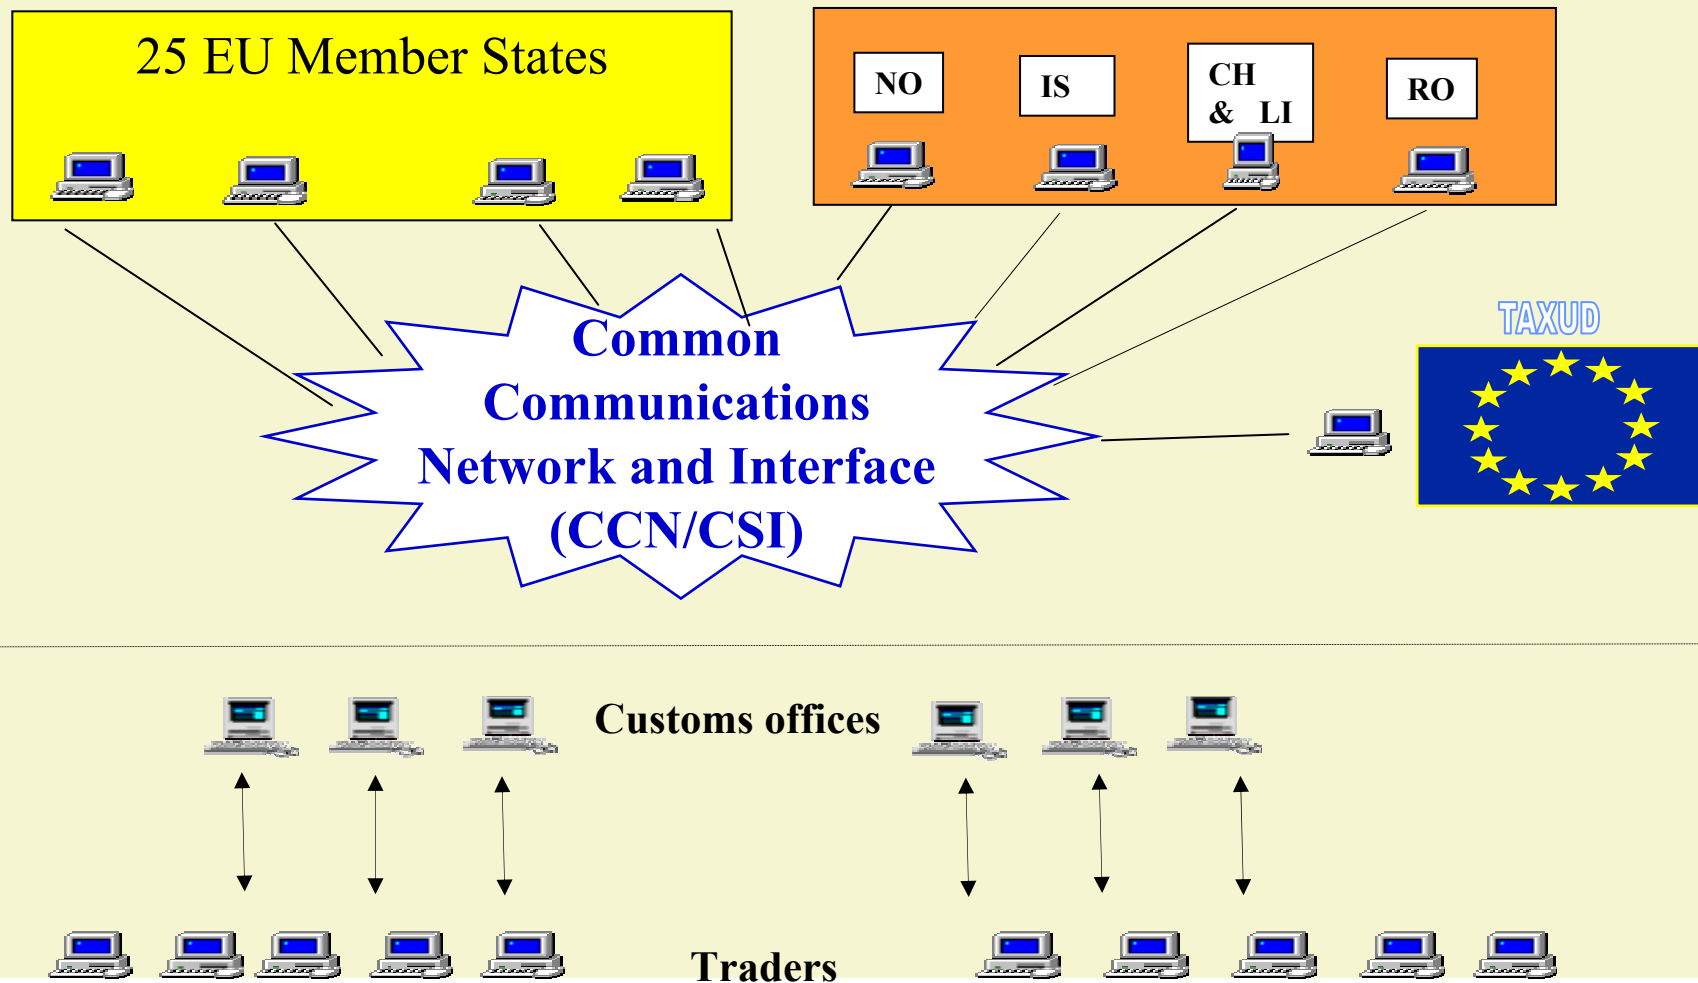 25 EU Member States
NO
IS
CH
& LI
RO
TAXUD
Common
Communications
Network and Interface
(CCN/CSI)
Customs offices
Traders